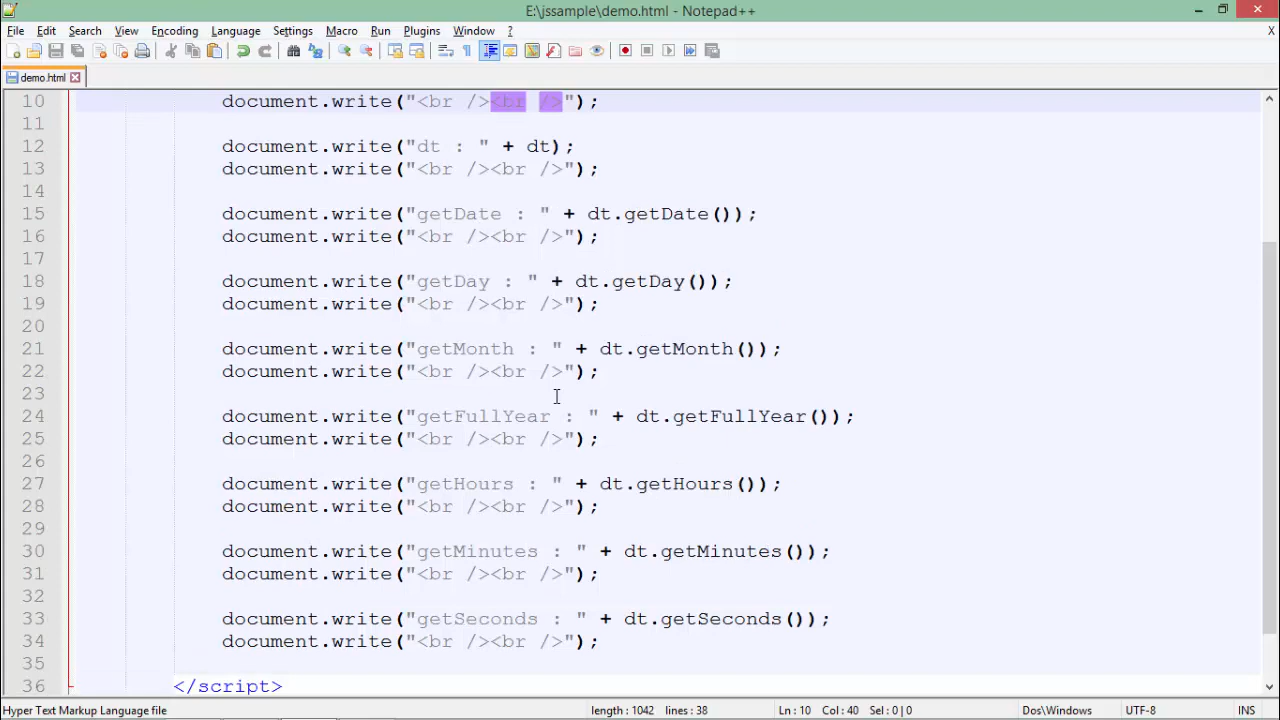 E:\jssample\demo.html - Notepad++
File Edit Search View Encoding Language Settings Macro Run Plugins Window ? X
demo.html
10 document.write("<br /><br />");
11
12 document.write("dt : " + dt);
13 document.write("<br /><br />");
14
15 document.write("getDate : " + dt.getDate());
16 document.write("<br /><br />");
17
18 document.write("getDay : " + dt.getDay());
19 document.write("<br /><br />");
20
21 document.write("getMonth : " + dt.getMonth());
22 document.write("<br /><br />");
23
24 document.write("getFullYear : " + dt.getFullYear());
25 document.write("<br /><br />");
26
27 document.write("getHours : " + dt.getHours());
28 document.write("<br /><br />");
29
30 document.write("getMinutes : " + dt.getMinutes());
31 document.write("<br /><br />");
32
33 document.write("getSeconds : " + dt.getSeconds());
34 document.write("<br /><br />");
35
36 </script>
Hyper Text Markup Language file length : 1042 lines : 38 Ln : 10 Col : 40 Sel : 0 | 0 Dos\Windows UTF-8 INS